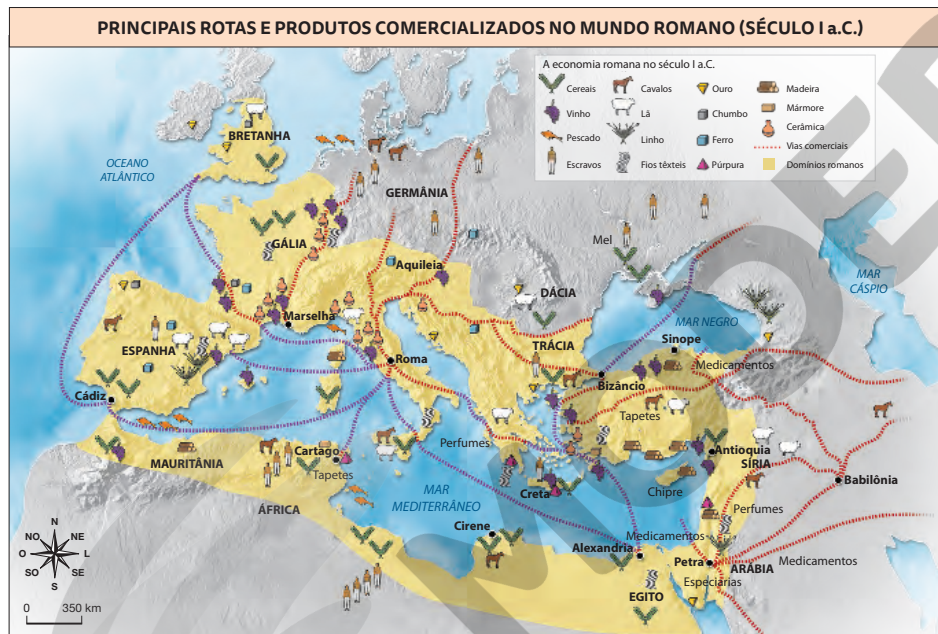 PRINCIPAIS ROTAS E PRODUTOS COMERCIALIZADOS NO MUNDO ROMANO (SÉCULO I a.C.)
A economia romana no século I a.C.
Cereais
Cavalos
Ouro
Madeira
Vinho
Lã
Chumbo
Mármore
Pescado
Linho
Ferro
Cerâmica
Escravos
Fios têxteis
Púrpura
Vias comerciais
Domínios romanos
BRETANHA
OCEANO
ATLÂNTICO
GERMÂNIA
GÁLIA
Mel
Aquileia
DÁCIA
MAR
CÁSPIO
Marselha
MAR NEGRO
TRÁCIA
Sinope
ESPANHA
Roma
Medicamentos
Bizâncio
Cádiz
Tapetes
Perfumes
Cartago
Antioquia
MAURITÂNIA
Tapetes
SÍRIA
Babilônia
Creta
Chipre
ÁFRICA
MAR
MEDITERRÂNEO
Perfumes
Cirene
Medicamentos
Alexandria
Petra
ARÁBIA
Medicamentos
Especiarias
EGITO
N
NO
NE
O
L
SO
SE
S
0
350 km